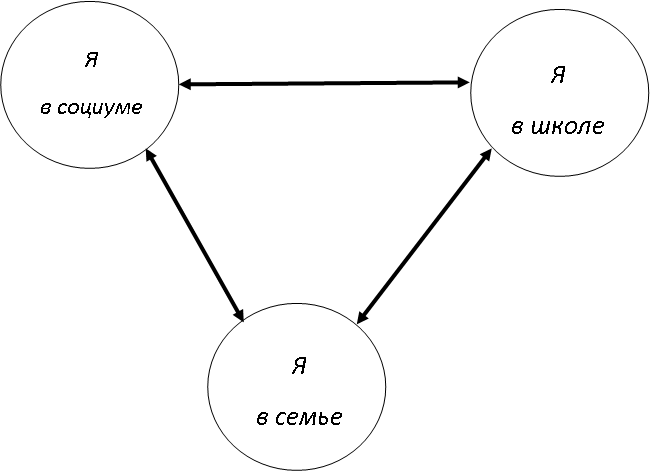 Я
в социуме
Я
в школе
Я
в семье